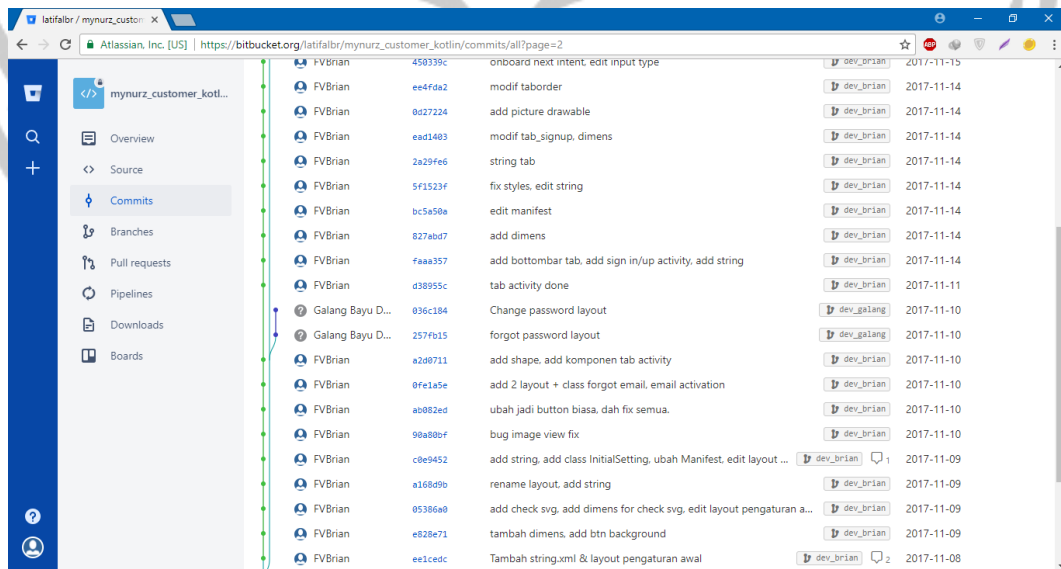 latifalbr / mynurz_custom
Atlassian, Inc. [US] | https://bitbucket.org/latifalbr/mynurz_customer_kotlin/commits/all?page=2
ABP
mynurz_customer_kotl...
Overview
Source
Commits
Branches
Pull requests
Pipelines
Downloads
Boards
FVBrian 450339c onboard next intent, edit input type dev_brian 2017-11-15
FVBrian ee4fda2 modif taborder dev_brian 2017-11-14
FVBrian 0d27224 add picture drawable dev_brian 2017-11-14
FVBrian ead1403 modif tab_signup, dimens dev_brian 2017-11-14
FVBrian 2a29fe6 string tab dev_brian 2017-11-14
FVBrian 5f1523f fix styles, edit string dev_brian 2017-11-14
FVBrian bc5a50a edit manifest dev_brian 2017-11-14
FVBrian 827abd7 add dimens dev_brian 2017-11-14
FVBrian faaa357 add bottombar tab, add sign in/up activity, add string dev_brian 2017-11-14
FVBrian d38955c tab activity done dev_brian 2017-11-11
Galang Bayu D... 036c184 Change password layout dev_galang 2017-11-10
Galang Bayu D... 257fb15 forgot password layout dev_galang 2017-11-10
FVBrian a2d0711 add shape, add komponen tab activity dev_brian 2017-11-10
FVBrian 0fe1a5e add 2 layout + class forgot email, email activation dev_brian 2017-11-10
FVBrian ab082ed ubah jadi button biasa, dah fix semua. dev_brian 2017-11-10
FVBrian 90a80bf bug image view fix dev_brian 2017-11-10
FVBrian c0e9452 add string, add class InitialSetting, ubah Manifest, edit layout ... dev_brian 1 2017-11-09
FVBrian a168d9b rename layout, add string dev_brian 2017-11-09
FVBrian 05386a0 add check svg, add dimens for check svg, edit layout pengaturan a... dev_brian 2017-11-09
FVBrian e828e71 tambah dimens, add btn background dev_brian 2017-11-09
FVBrian ee1cedc Tambah string.xml & layout pengaturan awal dev_brian 2 2017-11-08